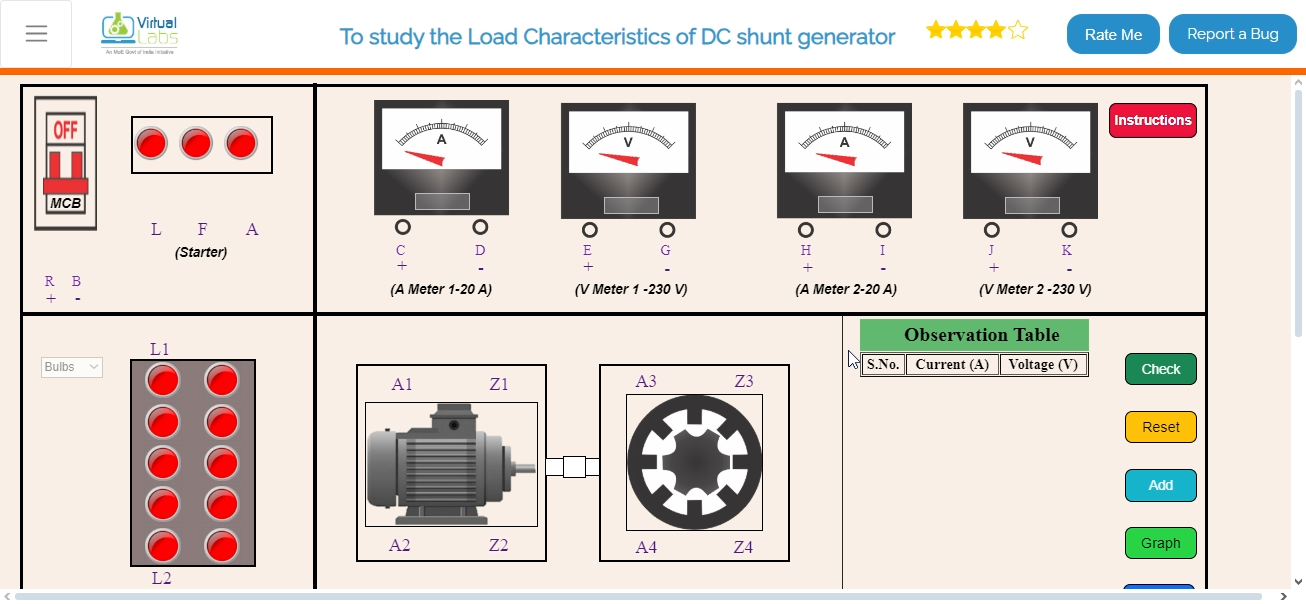 Virtual
Labs
An MoE Govt of India Initiative
To study the Load Characteristics of DC shunt generator
Rate Me
Report a Bug
OFF
MCB
L F A
(Starter)
R B
+ -
A
V
A
V
Instructions
C D
+ -
(A Meter 1-20 A)
E G
+ -
(V Meter 1 -230 V)
H I
+ -
(A Meter 2-20 A)
J K
+ -
(V Meter 2 -230 V)
Bulbs
L1
L2
A1 Z1
A2 Z2
A3 Z3
A4 Z4
Observation Table
S.No. Current (A) Voltage (V)
Check
Reset
Add
Graph